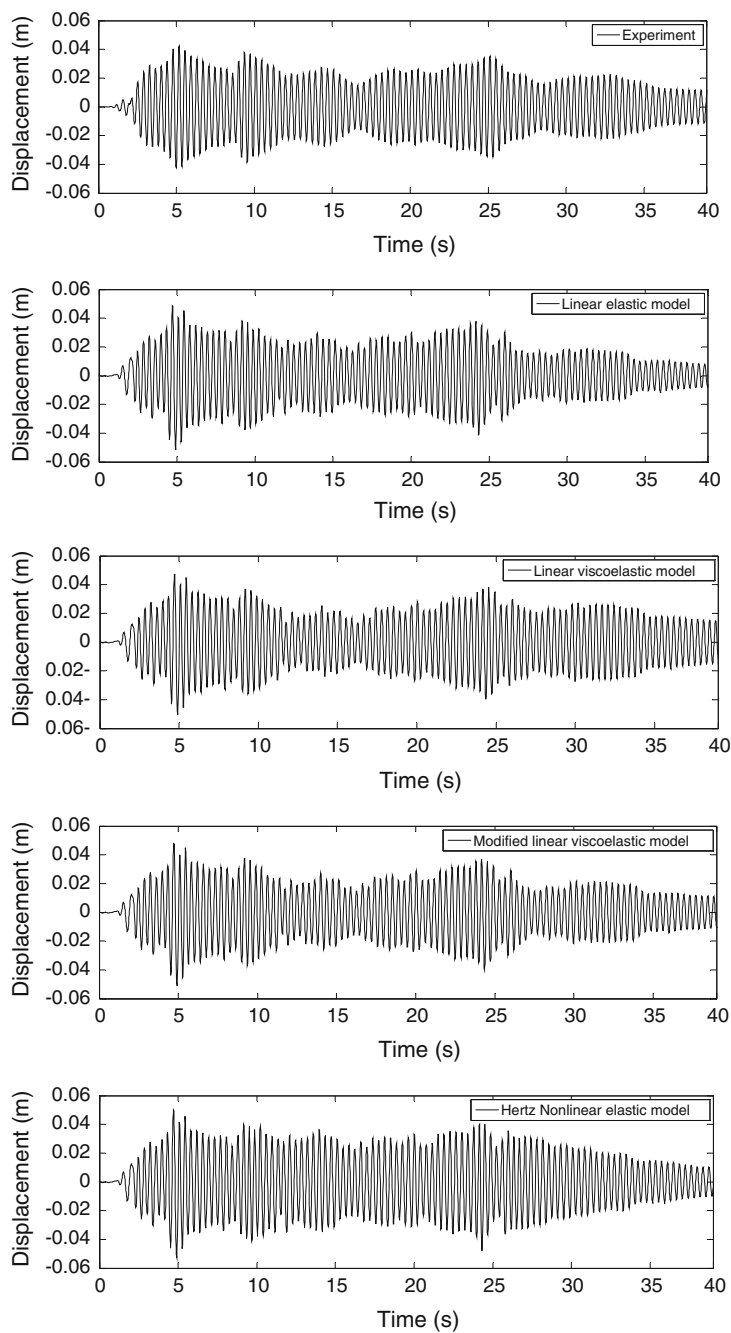 0.06
Experiment
0.04
0.02
0
-0.02
-0.04
-0.06
0 5 10 15 20 25 30 35 40
Displacement (m)
Time (s)
0.06
Linear elastic model
0.04
0.02
0
-0.02
-0.04
-0.06
0 5 10 15 20 25 30 35 40
Displacement (m)
Time (s)
0.06
Linear viscoelastic model
0.04
0.02
0
0.02-
0.04-
0.06-
0 5 10 15 20 25 30 35 40
Displacement (m)
Time (s)
0.06
Modified linear viscoelastic model
0.04
0.02
0
-0.02
-0.04
-0.06
0 5 10 15 20 25 30 35 40
Displacement (m)
Time (s)
0.06
Hertz Nonlinear elastic model
0.04
0.02
0
-0.02
-0.04
-0.06
0 5 10 15 20 25 30 35 40
Displacement (m)
Time (s)